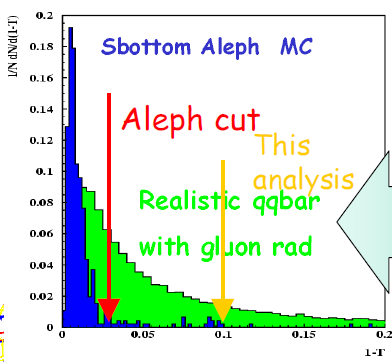 0.2
0.18
0.16
0.14
0.12
0.1
0.08
0.06
0.04
0.02
0
1/N dN/d(1-T)
Sbottom Aleph MC
Aleph cut
This
analysis
Realistic qqbar
with gluon rad
0
0.05
0.1
0.15
0.2
1-T